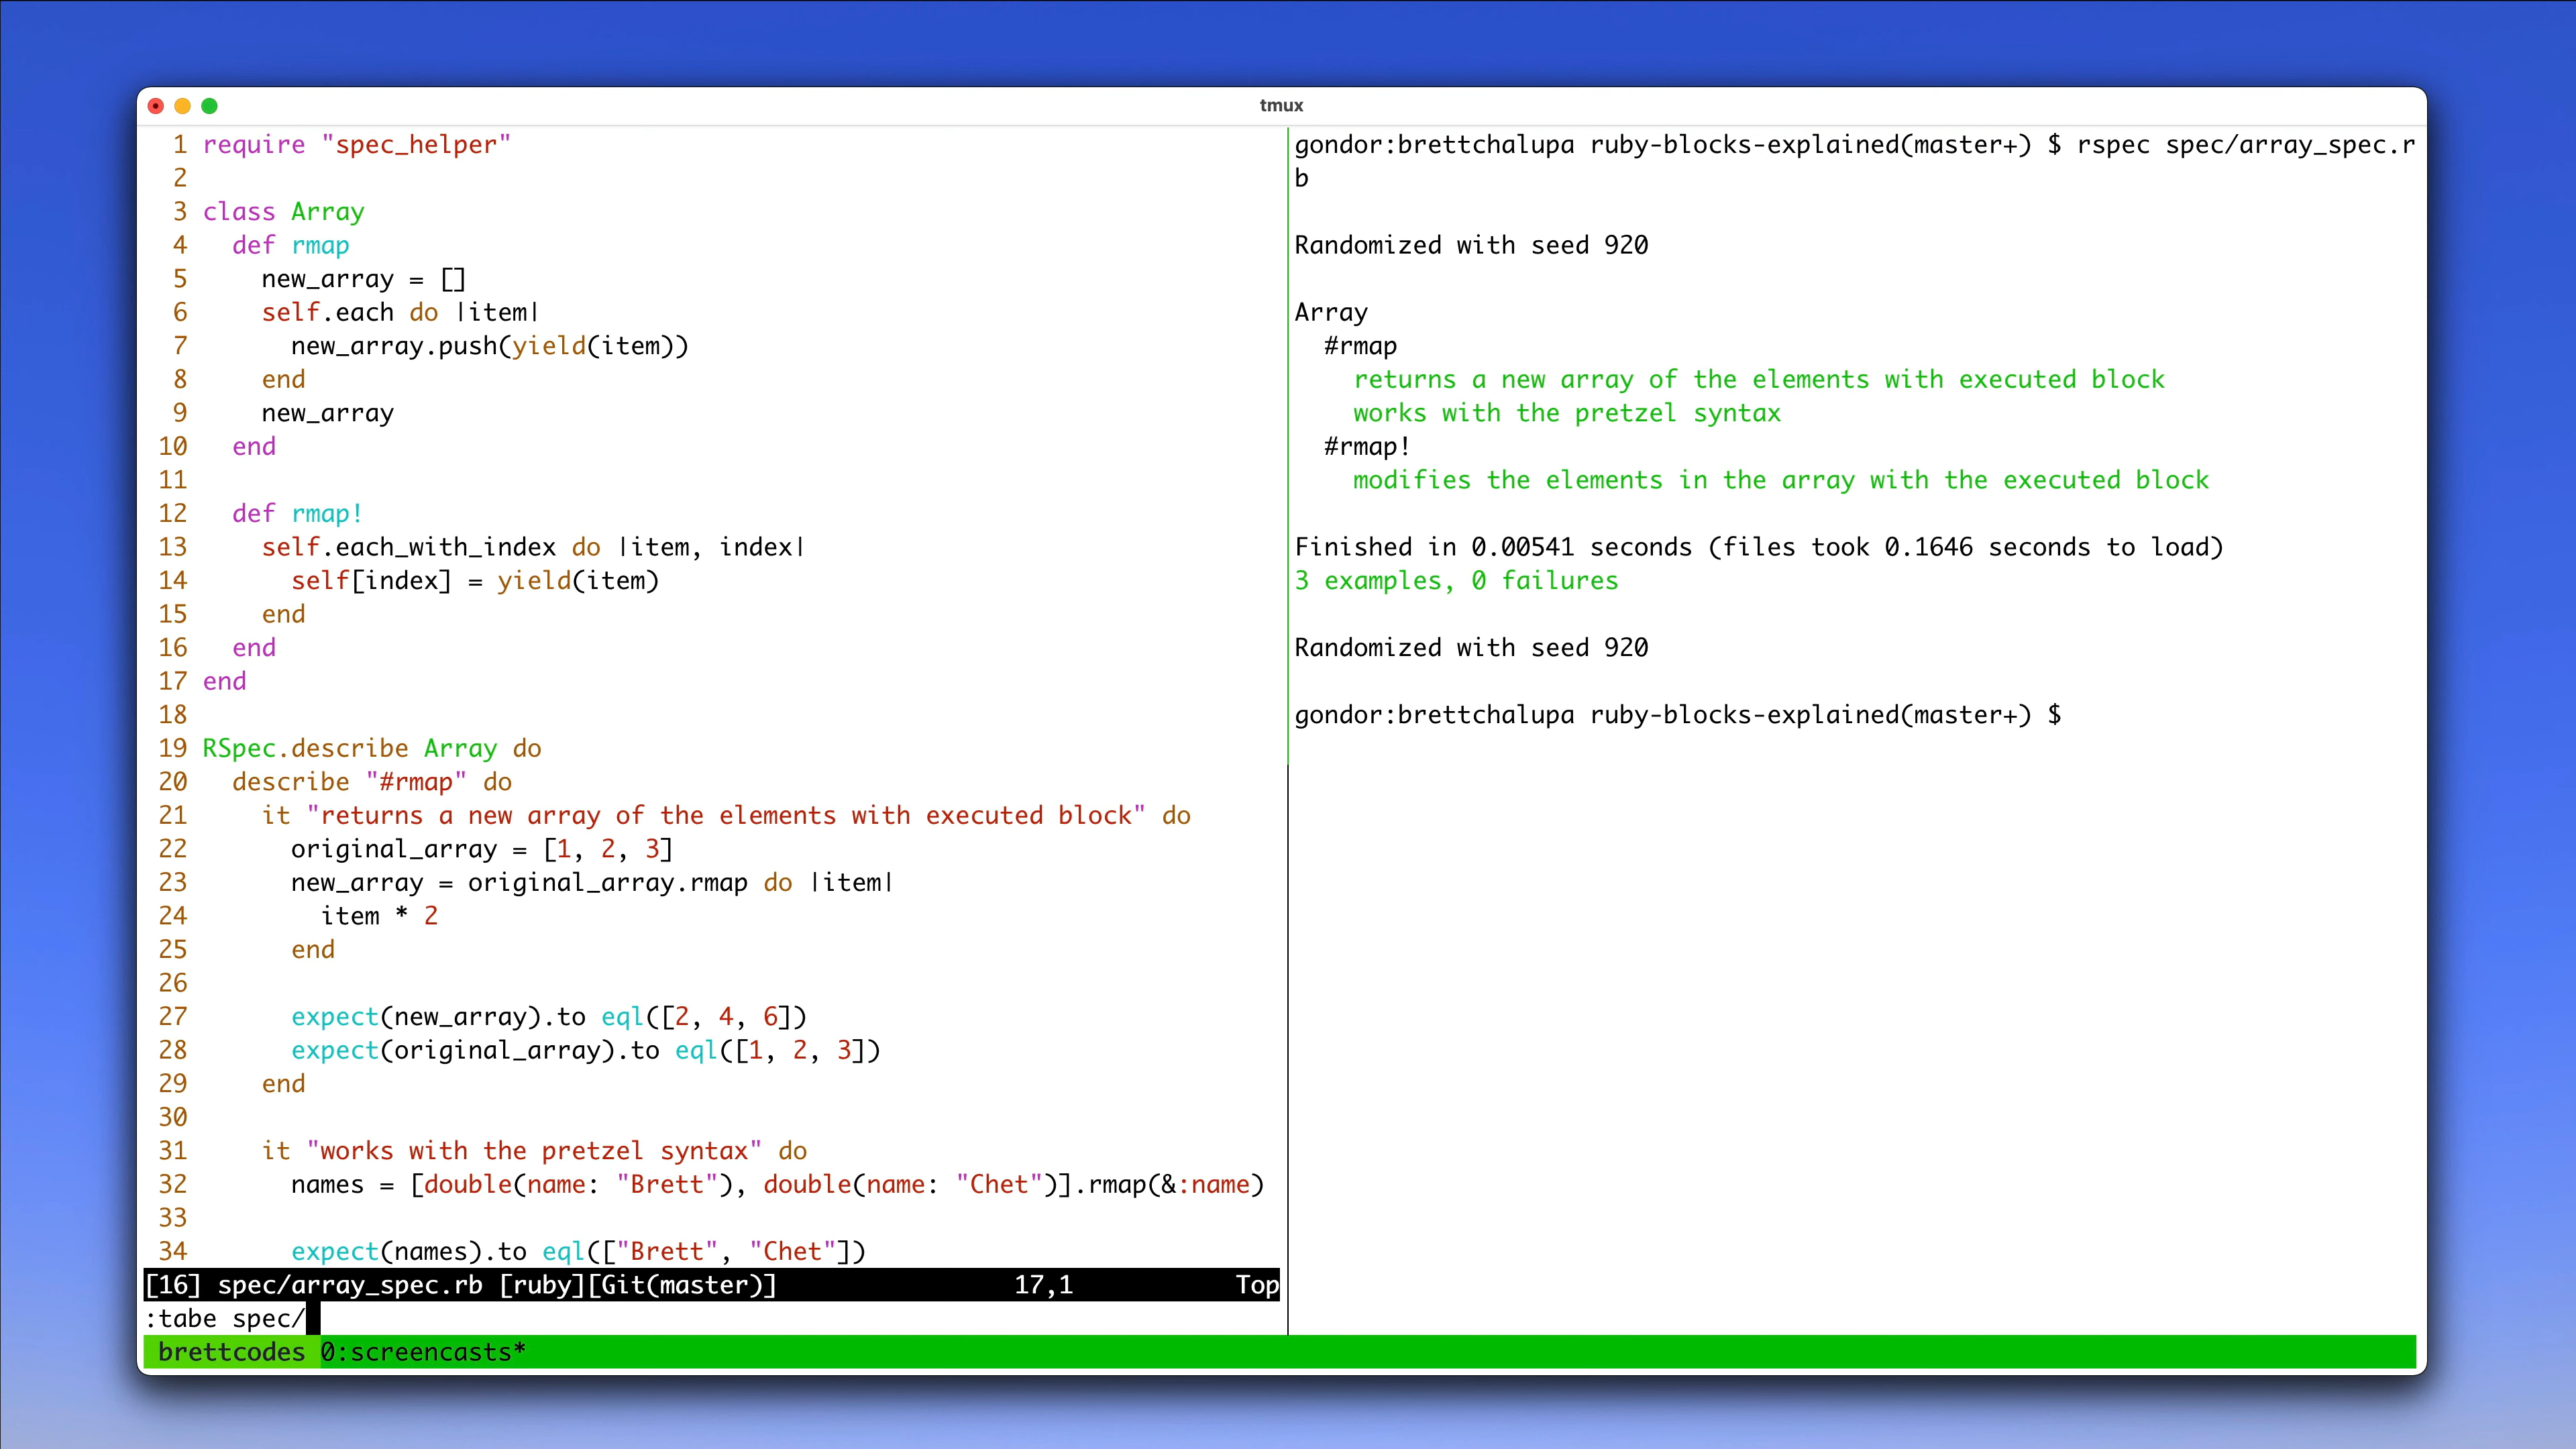 tmux
1 require "spec_helper"
2
3 class Array
4   def rmap
5     new_array = []
6     self.each do |item|
7       new_array.push(yield(item))
8     end
9     new_array
10   end
11
12   def rmap!
13     self.each_with_index do |item, index|
14       self[index] = yield(item)
15     end
16   end
17 end
18
19 RSpec.describe Array do
20   describe "#rmap" do
21     it "returns a new array of the elements with executed block" do
22       original_array = [1, 2, 3]
23       new_array = original_array.rmap do |item|
24         item * 2
25       end
26
27       expect(new_array).to eql([2, 4, 6])
28       expect(original_array).to eql([1, 2, 3])
29     end
30
31     it "works with the pretzel syntax" do
32       names = [double(name: "Brett"), double(name: "Chet")].rmap(&:name)
33
34       expect(names).to eql(["Brett", "Chet"])
[16] spec/array_spec.rb [ruby][Git(master)] 17,1 Top
:tabe spec/
gondor:brettchalupa ruby-blocks-explained(master+) $ rspec spec/array_spec.r
b
Randomized with seed 920
Array
  #rmap
    returns a new array of the elements with executed block
    works with the pretzel syntax
  #rmap!
    modifies the elements in the array with the executed block
Finished in 0.00541 seconds (files took 0.1646 seconds to load)
3 examples, 0 failures
Randomized with seed 920
gondor:brettchalupa ruby-blocks-explained(master+) $
brettcodes 0:screencasts*